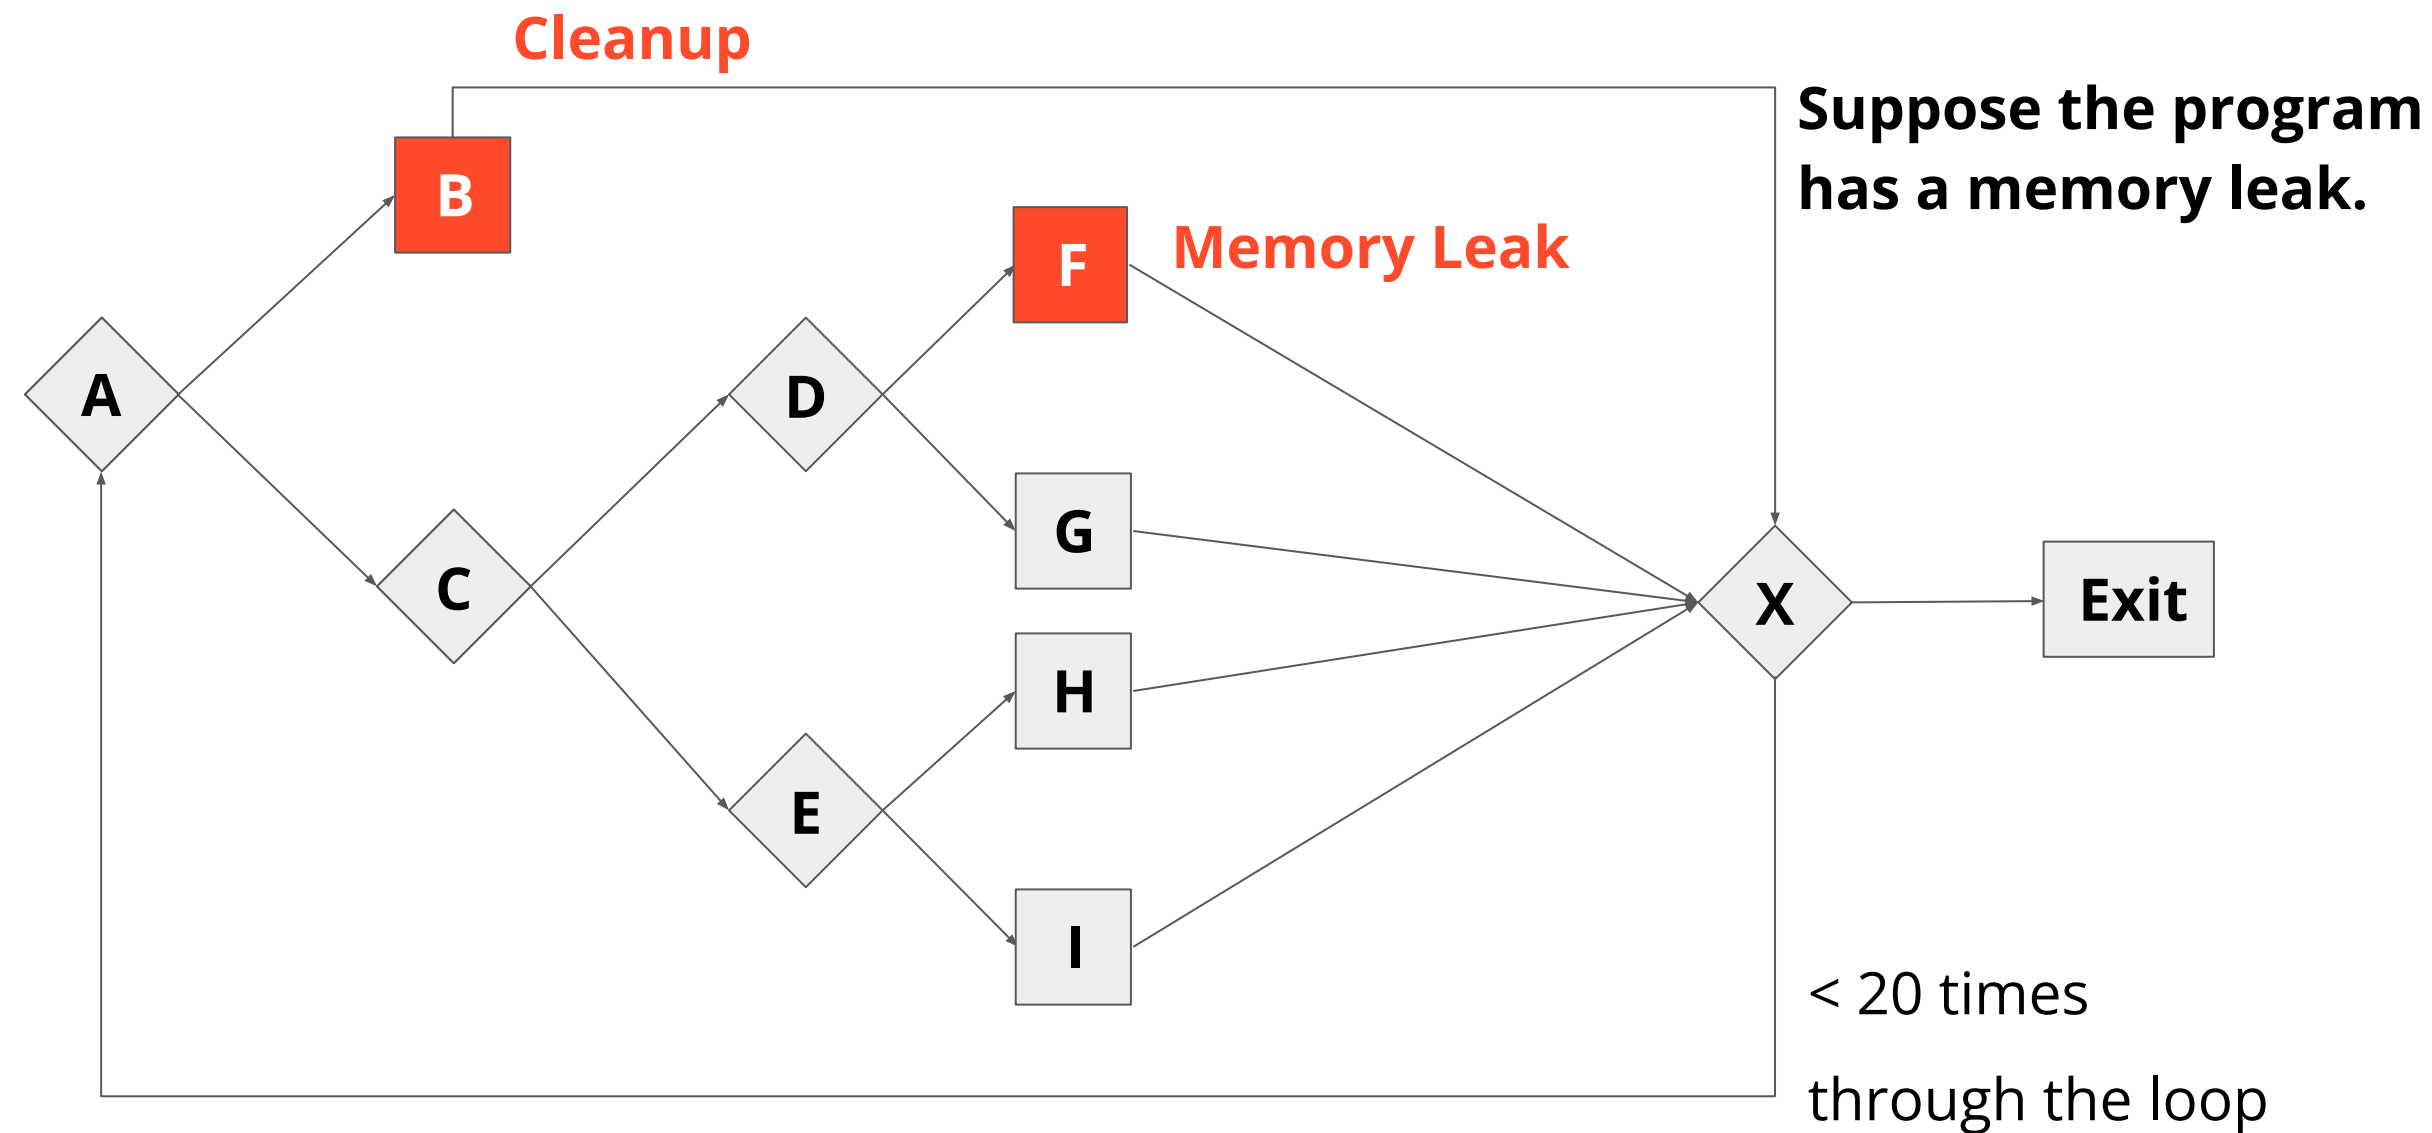 Cleanup
Suppose the program
has a memory leak.
B
F
Memory Leak
A
D
G
C
X
Exit
H
E
I
< 20 times
through the loop